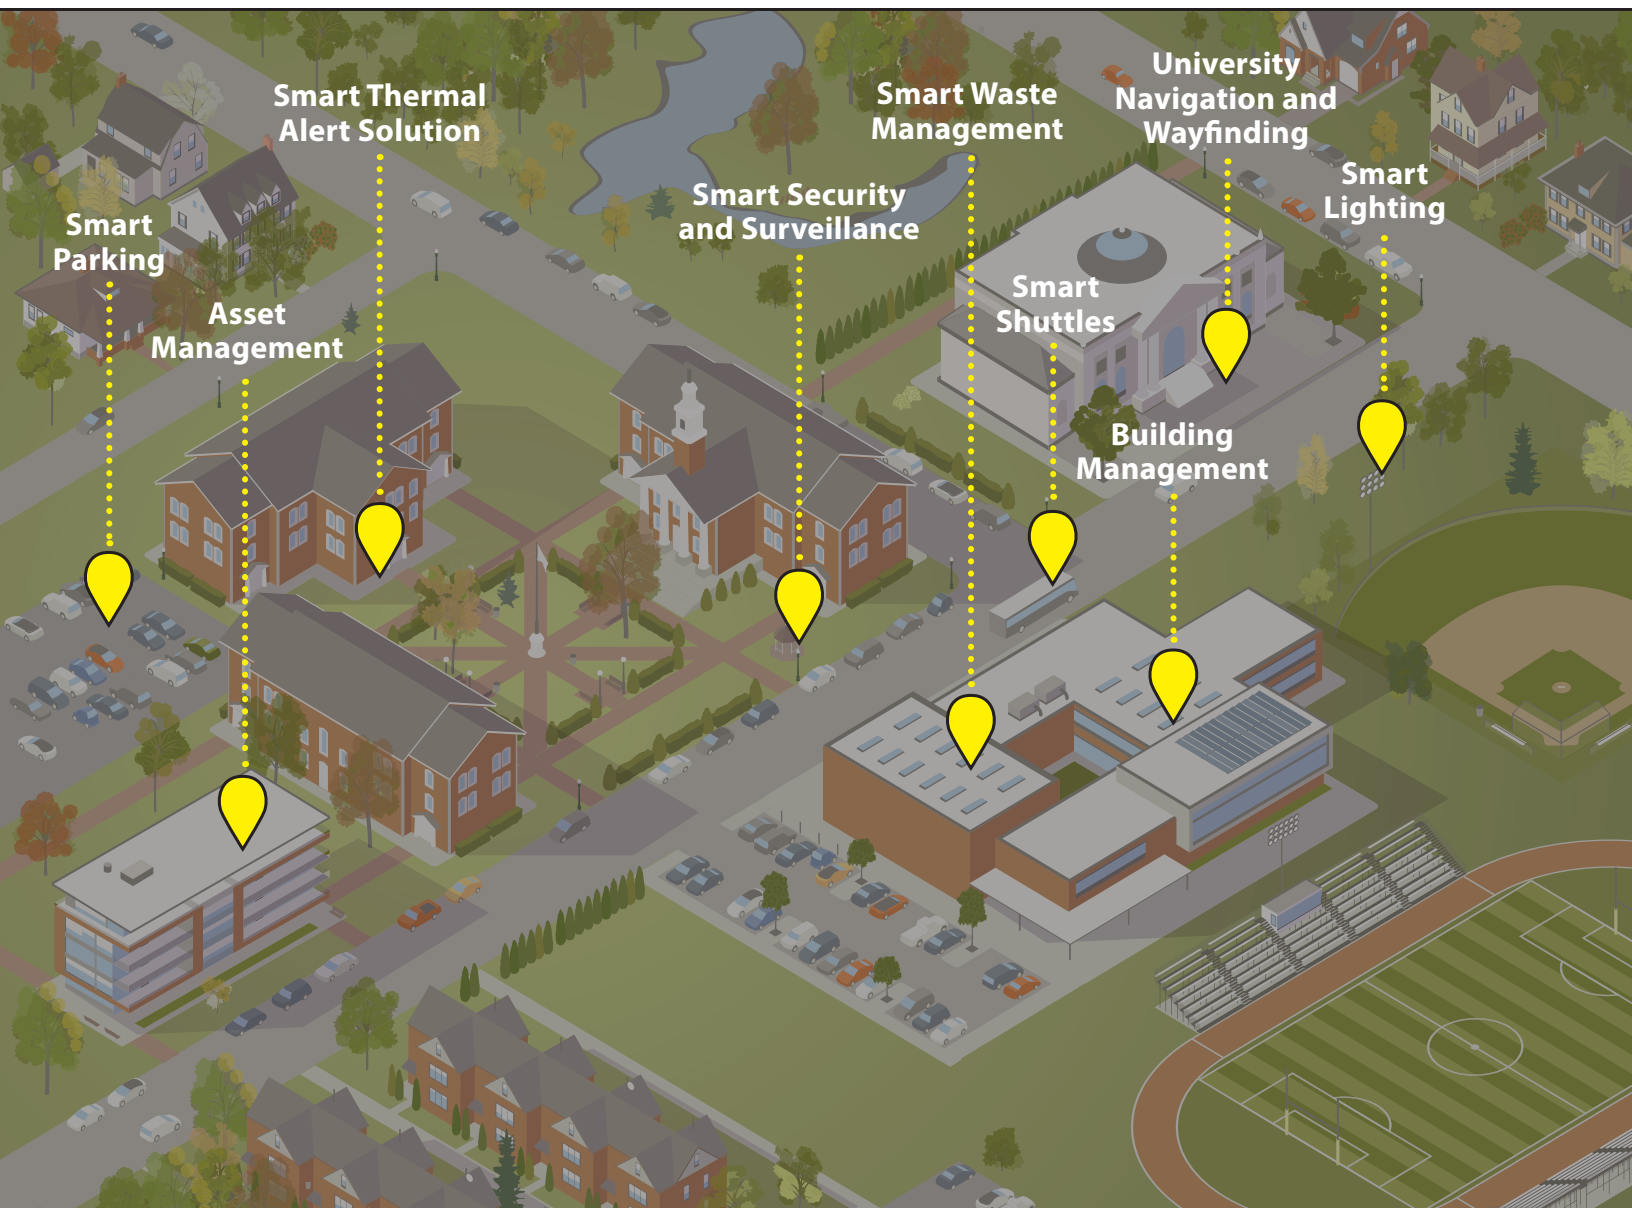 Smart Thermal
Alert Solution
Smart Waste
Management
University
Navigation and
Wayfinding
Smart Security
and Surveillance
Smart
Lighting
Smart
Parking
Asset
Management
Smart
Shuttles
Building
Management